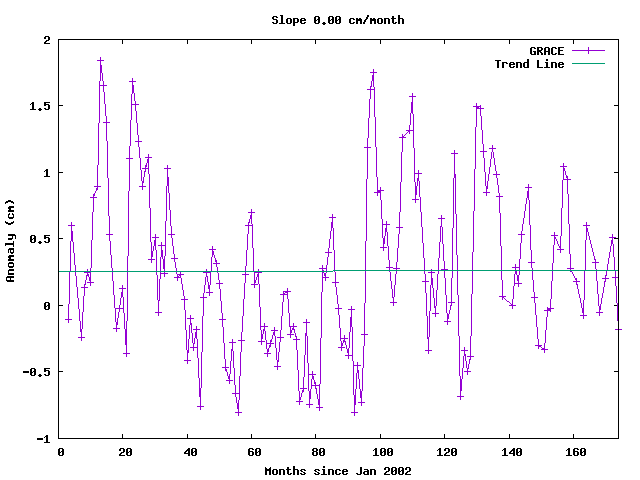 Slope 0.00 cm/month
GRACE
Trend Line
2
1.5
1
0.5
0
-0.5
-1
Anomaly (cm)
0 20 40 60 80 100 120 140 160
Months since Jan 2002